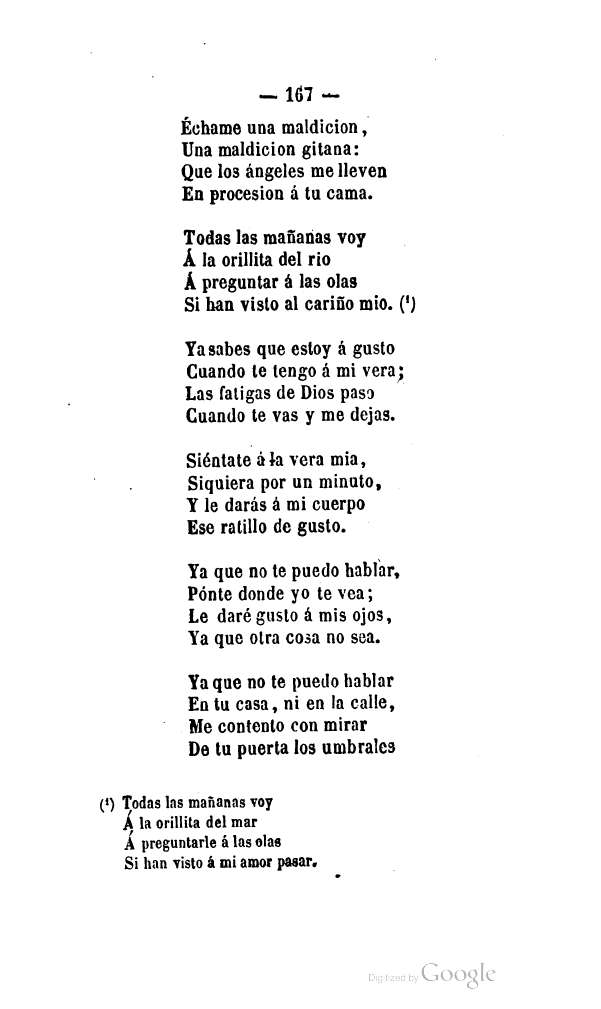 — 167 —
Échame una maldicion,
Una maldicion gitana:
Que los ángeles me lleven
En procesion á tu cama.

Todas las mañanas voy
Á la orillita del rio
Á preguntar á las olas
Si han visto al cariño mio. (¹)

Ya sabes que estoy á gusto
Cuando te tengo á mi vera;
Las fatigas de Dios paso
Cuando te vas y me dejas.

Siéntate á la vera mia,
Siquiera por un minuto,
Y le darás á mi cuerpo
Ese ratillo de gusto.

Ya que no te puedo hablar,
Pónte donde yo te vea;
Le daré gusto á mis ojos,
Ya que otra cosa no sea.

Ya que no te puedo hablar
En tu casa, ni en la calle,
Me contento con mirar
De tu puerta los umbrales

(¹) Todas las mañanas voy
Á la orillita del mar
Á preguntarle á las olas
Si han visto á mi amor pasar.

Digitized by Google